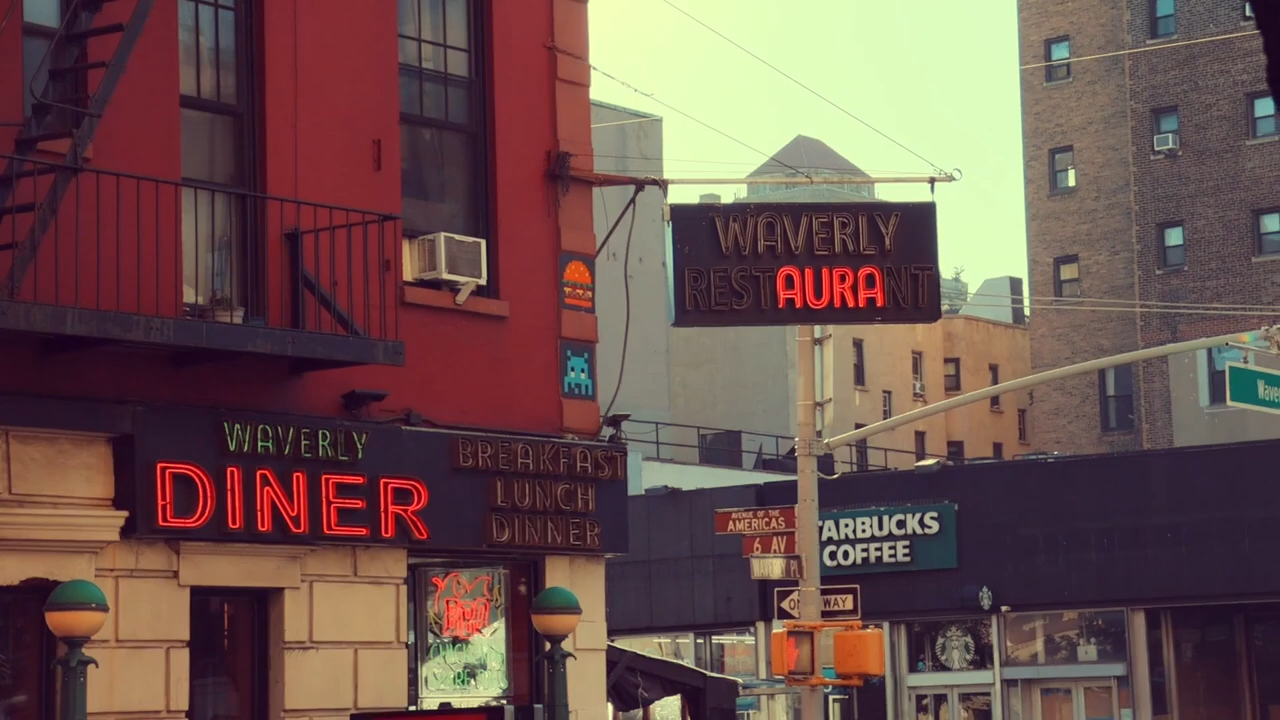 WAVERLY
RESTAURANT
WAVERLY
DINER
BREAKFAST
LUNCH
DINNER
AVENUE OF THE
AMERICAS
6 AV
WAVERLY PL
ONE WAY
TARBUCKS
COFFEE
Wave